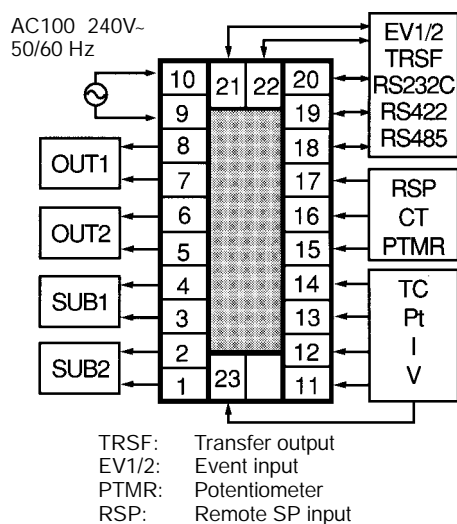 AC100 240V~
50/60 Hz
10 21 22 20
9 19
8 18
7 17
6 16
5 15
4 14
3 13
2 12
1 23 11
OUT1
OUT2
SUB1
SUB2
EV1/2
TRSF
RS232C
RS422
RS485
RSP
CT
PTMR
TC
Pt
I
V
TRSF: Transfer output
EV1/2: Event input
PTMR: Potentiometer
RSP: Remote SP input